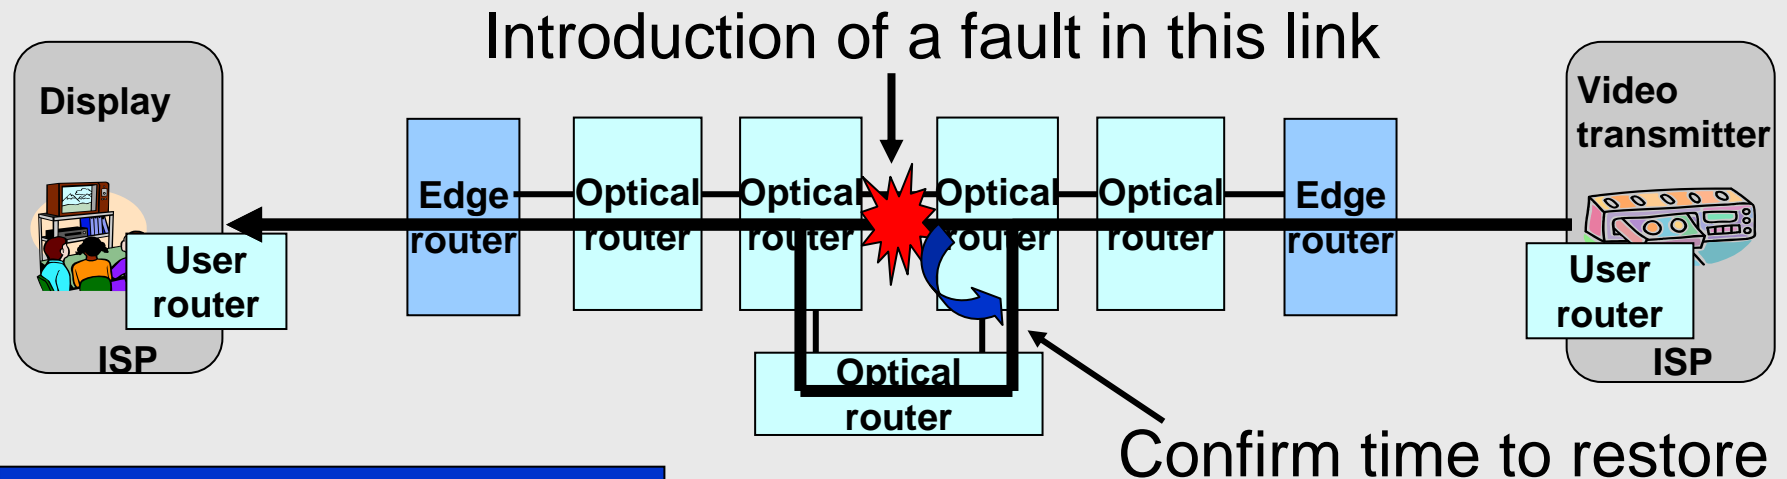 Introduction of a fault in this link
Display
User
router
ISP
Edge
router
Optical
router
Optical
router
Optical
router
Optical
router
Edge
router
Optical
router
Video
transmitter
User
router
ISP
Confirm time to restore